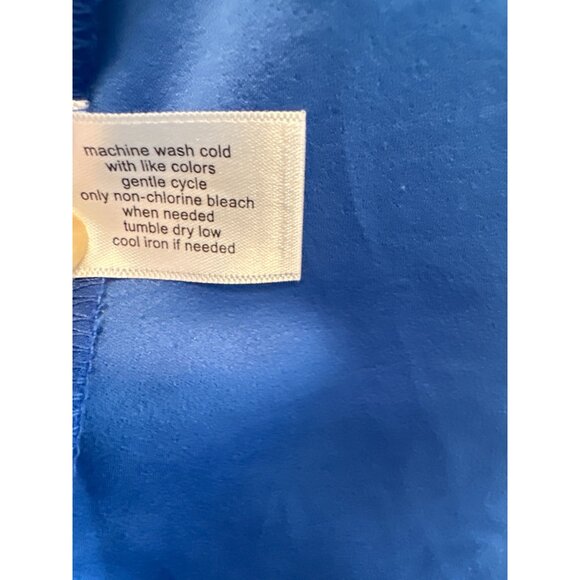 machine wash cold
with like colors
gentle cycle
only non-chlorine bleach
when needed
tumble dry low
cool iron if needed